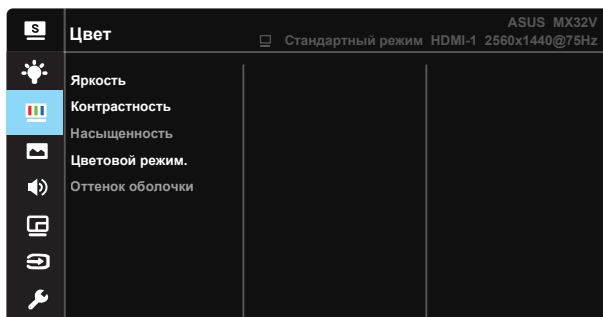 S
Цвет
ASUS MX32V
Стандартный режим HDMI-1 2560x1440@75Hz
Яркость
Контрастность
Насыщенность
Цветовой режим.
Оттенок оболочки